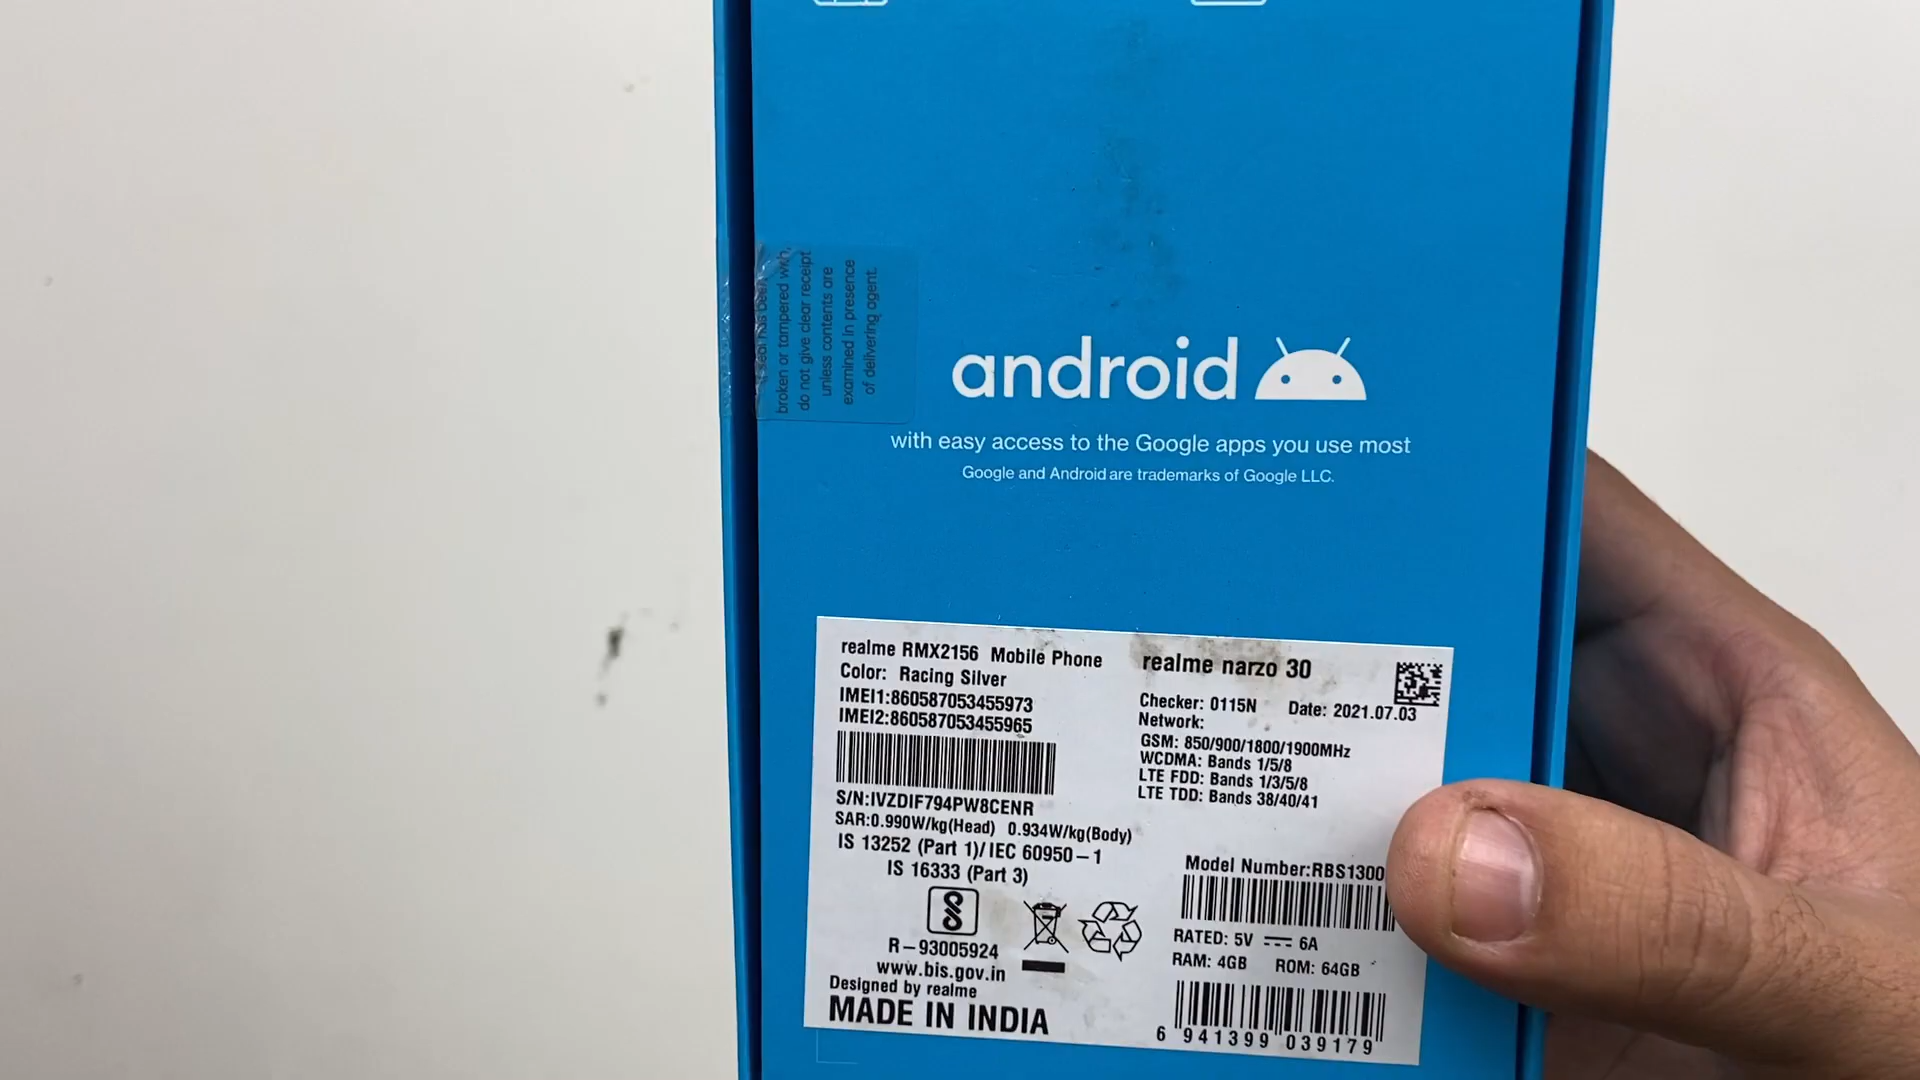 seal has been
broken or tampered with,
do not give clear receipt
unless contents are
examined in presence
of delivering agent.
android
with easy access to the Google apps you use most
Google and Android are trademarks of Google LLC.
realme RMX2156 Mobile Phone
Color: Racing Silver
IMEI1:860587053455973
IMEI2:860587053455965
S/N:IVZDIF794PW8CENR
SAR:0.990W/kg(Head) 0.934W/kg(Body)
IS 13252 (Part 1)/IEC 60950-1
IS 16333 (Part 3)
R-93005924
www.bis.gov.in
Designed by realme
MADE IN INDIA
realme narzo 30
Checker: 0115N Date: 2021.07.03
Network:
GSM: 850/900/1800/1900MHz
WCDMA: Bands 1/5/8
LTE FDD: Bands 1/3/5/8
LTE TDD: Bands 38/40/41
Model Number:RBS1300
RATED: 5V ⎓ 6A
RAM: 4GB ROM: 64GB
6 941399 039179